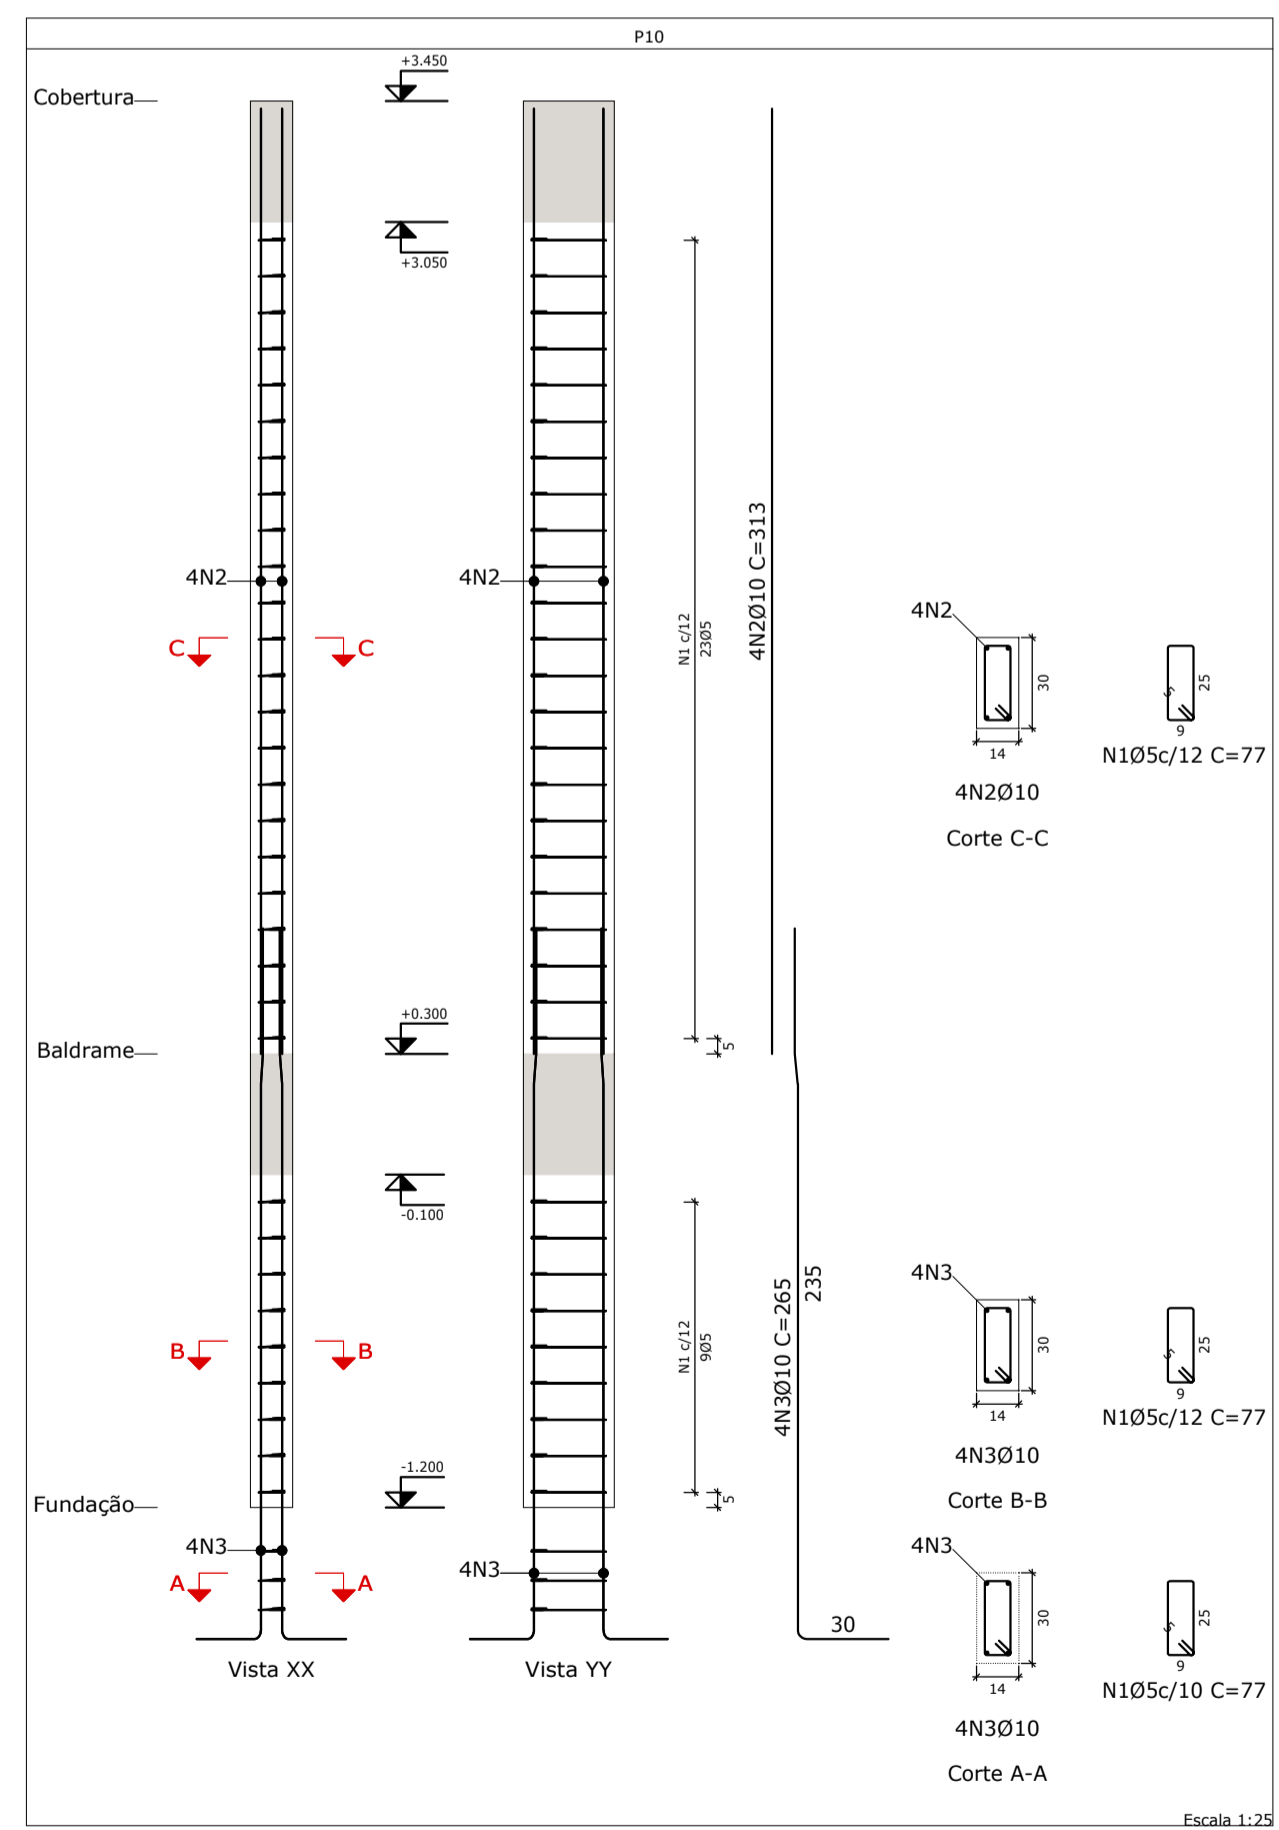 P10
+3.450
Cobertura
+3.050
4N2
4N2
C
C
N1 c/12
23Ø5
4N2Ø10 C=313
4N2
30
14
4N2Ø10
Corte C-C
5
25
9
N1Ø5c/12 C=77
+0.300
Baldrame
5
-0.100
B
B
N1 c/12
9Ø5
4N3Ø10 C=265
235
4N3
30
14
4N3Ø10
Corte B-B
5
25
9
N1Ø5c/12 C=77
-1.200
Fundação
5
4N3
4N3
A
A
30
Vista XX
Vista YY
4N3
30
14
4N3Ø10
Corte A-A
5
25
9
N1Ø5c/10 C=77
Escala 1:25